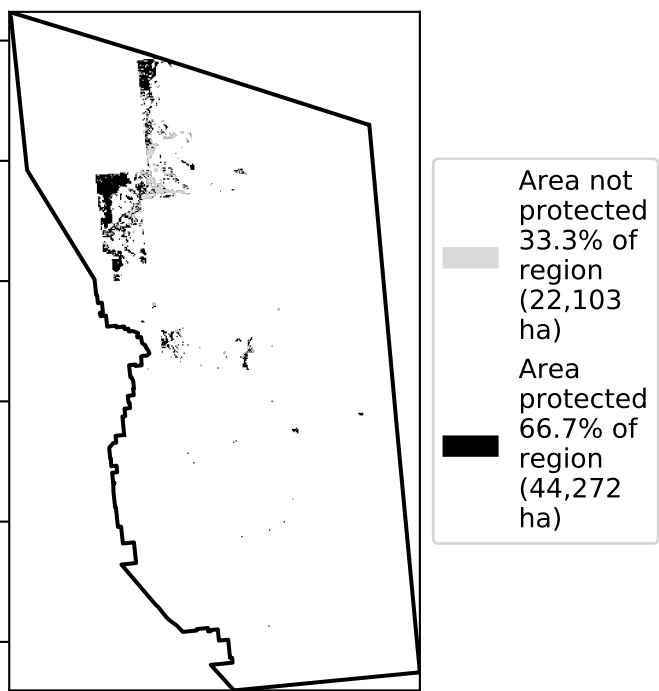 Area not
protected
33.3% of
region
(22,103
ha)
Area
protected
66.7% of
region
(44,272
ha)